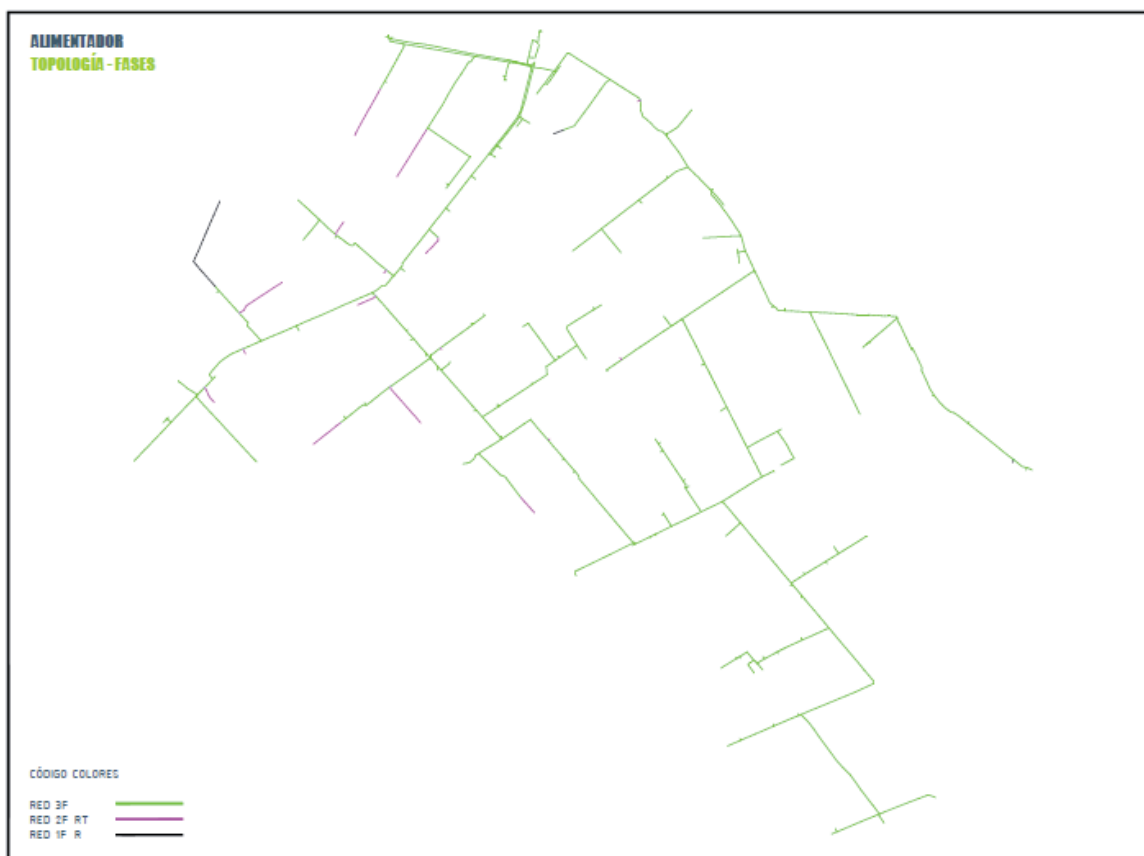 ALIMENTADOR
TOPOLOGÍA - FASES
CÓDIGO COLORES
RED 3F
RED 2F RT
RED 1F R